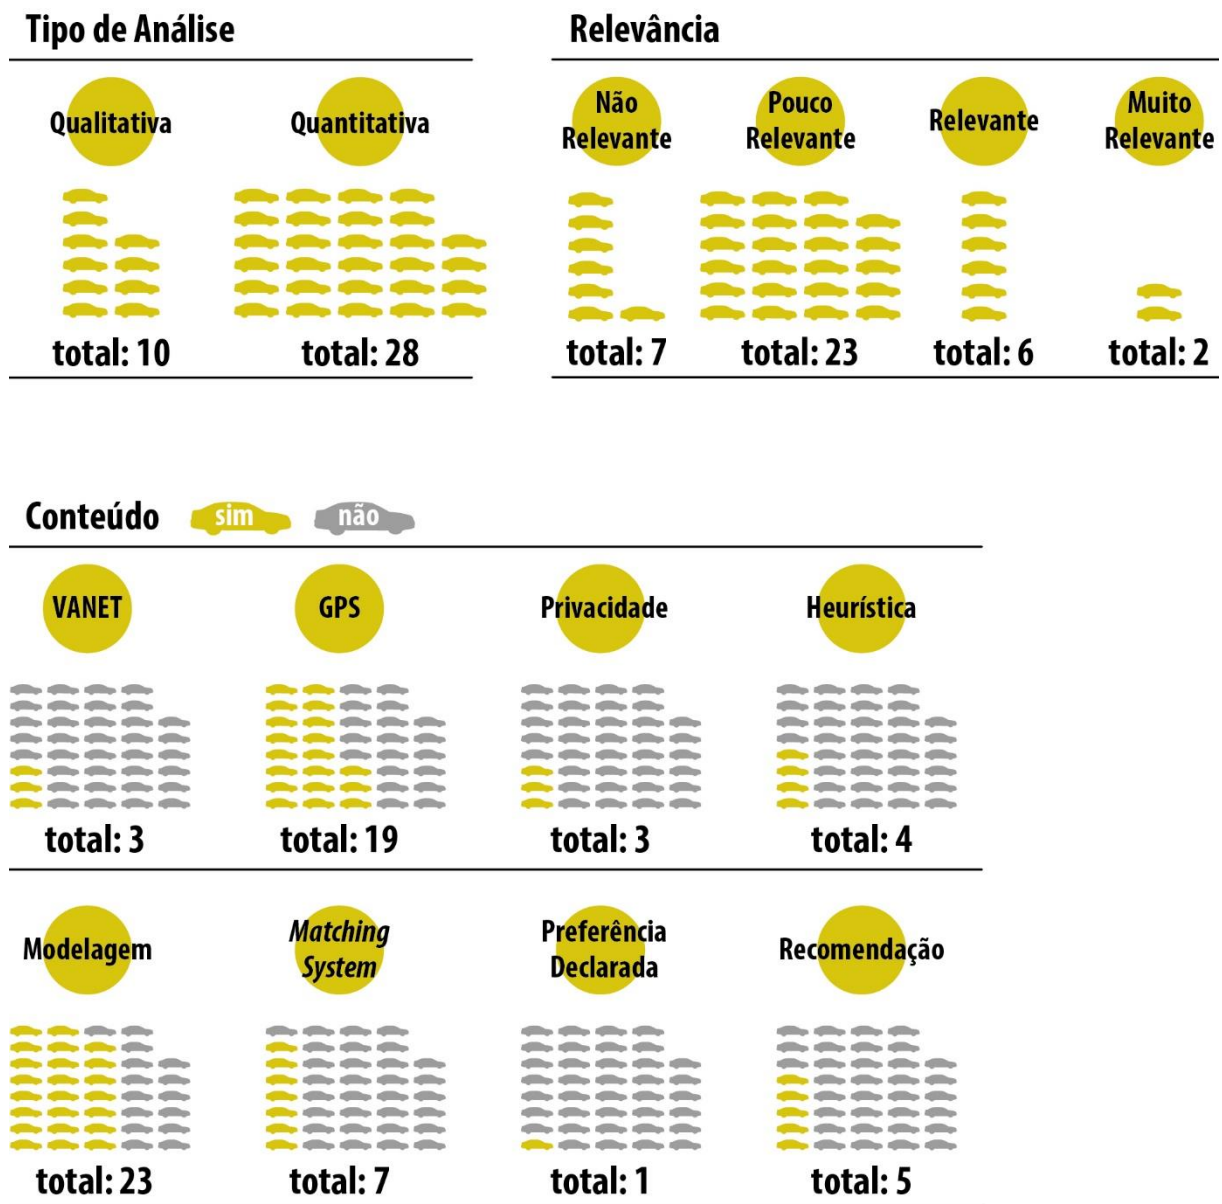 Tipo de Análise
Qualitativa
Quantitativa
total: 10
total: 28
Relevância
Não
Relevante
Pouco
Relevante
Relevante
Muito
Relevante
total: 7
total: 23
total: 6
total: 2
Conteúdo sim não
VANET
GPS
Privacidade
Heurística
total: 3
total: 19
total: 3
total: 4
Modelagem
Matching
System
Preferência
Declarada
Recomendação
total: 23
total: 7
total: 1
total: 5